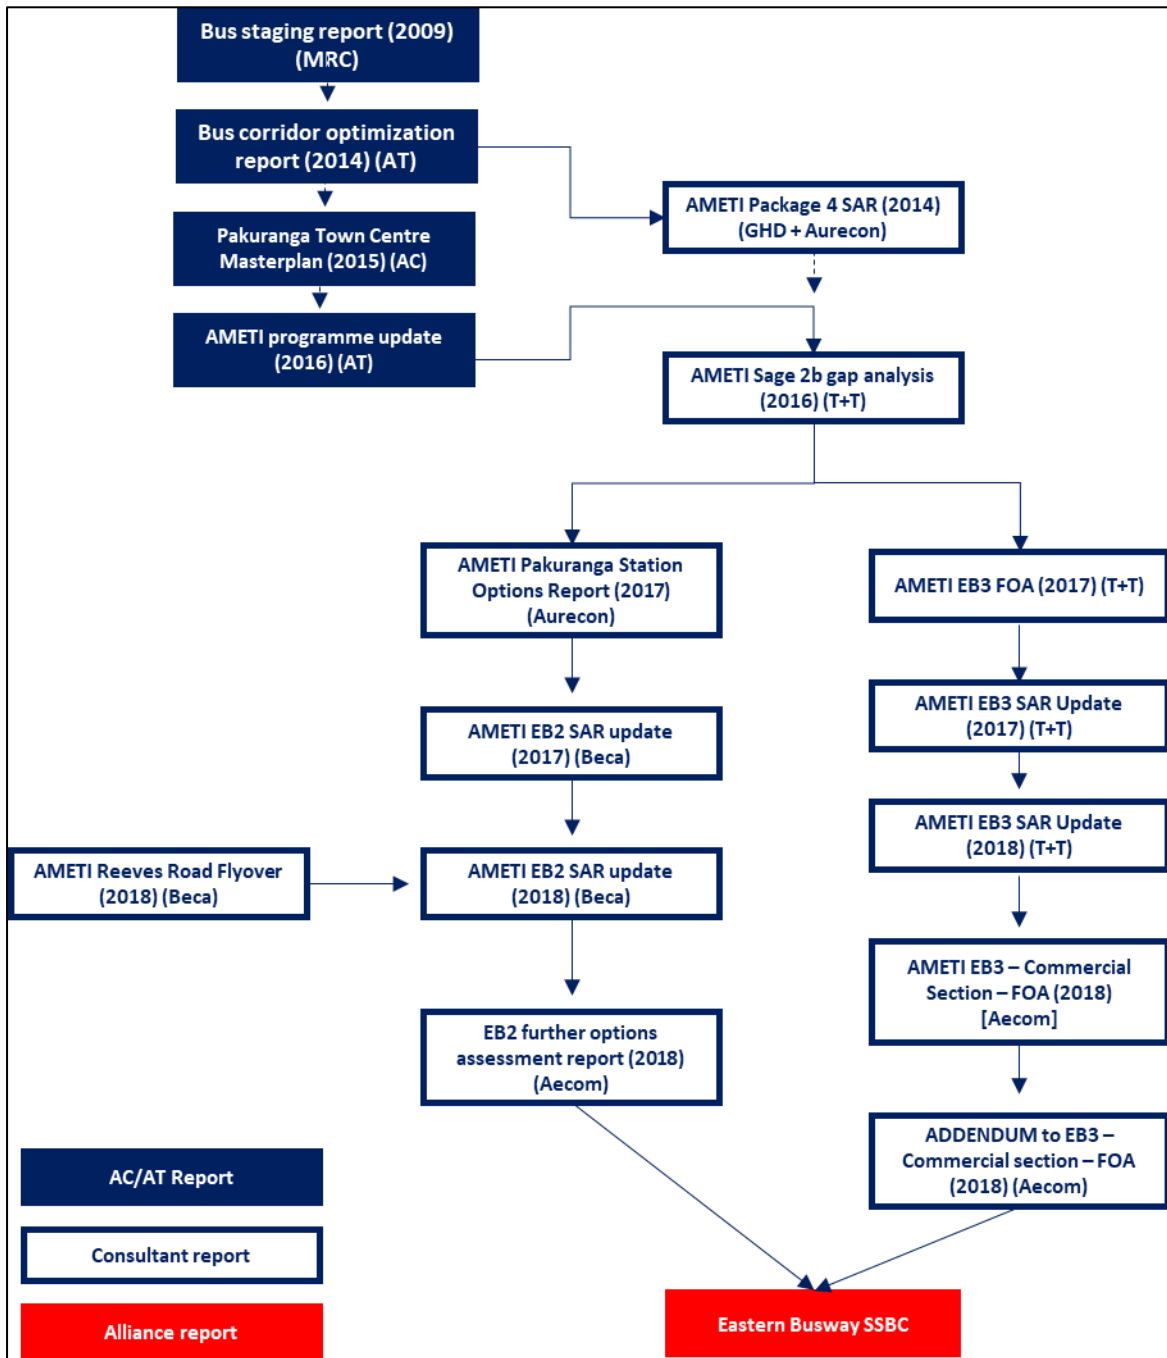 Bus staging report (2009)
(MRC)
Bus corridor optimization
report (2014) (AT)
AMETI Package 4 SAR (2014)
(GHD + Aurecon)
Pakuranga Town Centre
Masterplan (2015) (AC)
AMETI programme update
(2016) (AT)
AMETI Sage 2b gap analysis
(2016) (T+T)
AMETI Pakuranga Station
Options Report (2017)
(Aurecon)
AMETI EB3 FOA (2017) (T+T)
AMETI EB2 SAR update
(2017) (Beca)
AMETI EB3 SAR Update
(2017) (T+T)
AMETI EB3 SAR Update
(2018) (T+T)
AMETI Reeves Road Flyover
(2018) (Beca)
AMETI EB2 SAR update
(2018) (Beca)
AMETI EB3 – Commercial
Section – FOA (2018)
[Aecom]
EB2 further options
assessment report (2018)
(Aecom)
ADDENDUM to EB3 –
Commercial section – FOA
(2018) (Aecom)
AC/AT Report
Consultant report
Alliance report
Eastern Busway SSBC